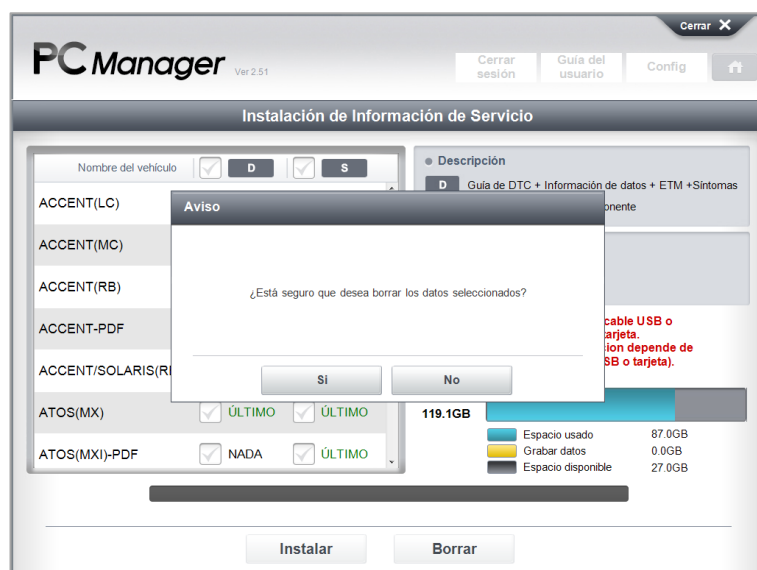 Cerrar
PC Manager Ver 2.51
Cerrar sesión
Guía del usuario
Config
Instalación de Información de Servicio
Nombre del vehículo D S
ACCENT(LC)
ACCENT(MC)
ACCENT(RB)
ACCENT-PDF
ACCENT/SOLARIS(R
ATOS(MX) ÚLTIMO ÚLTIMO
ATOS(MXI)-PDF NADA ÚLTIMO
Descripción
D Guía de DTC + Información de datos + ETM +Síntomas
ponente
Aviso
¿Está seguro que desea borrar los datos seleccionados?
Si No
cable USB o
tarjeta.
cion depende de
SB o tarjeta).
119.1GB
Espacio usado 87.0GB
Grabar datos 0.0GB
Espacio disponible 27.0GB
Instalar Borrar